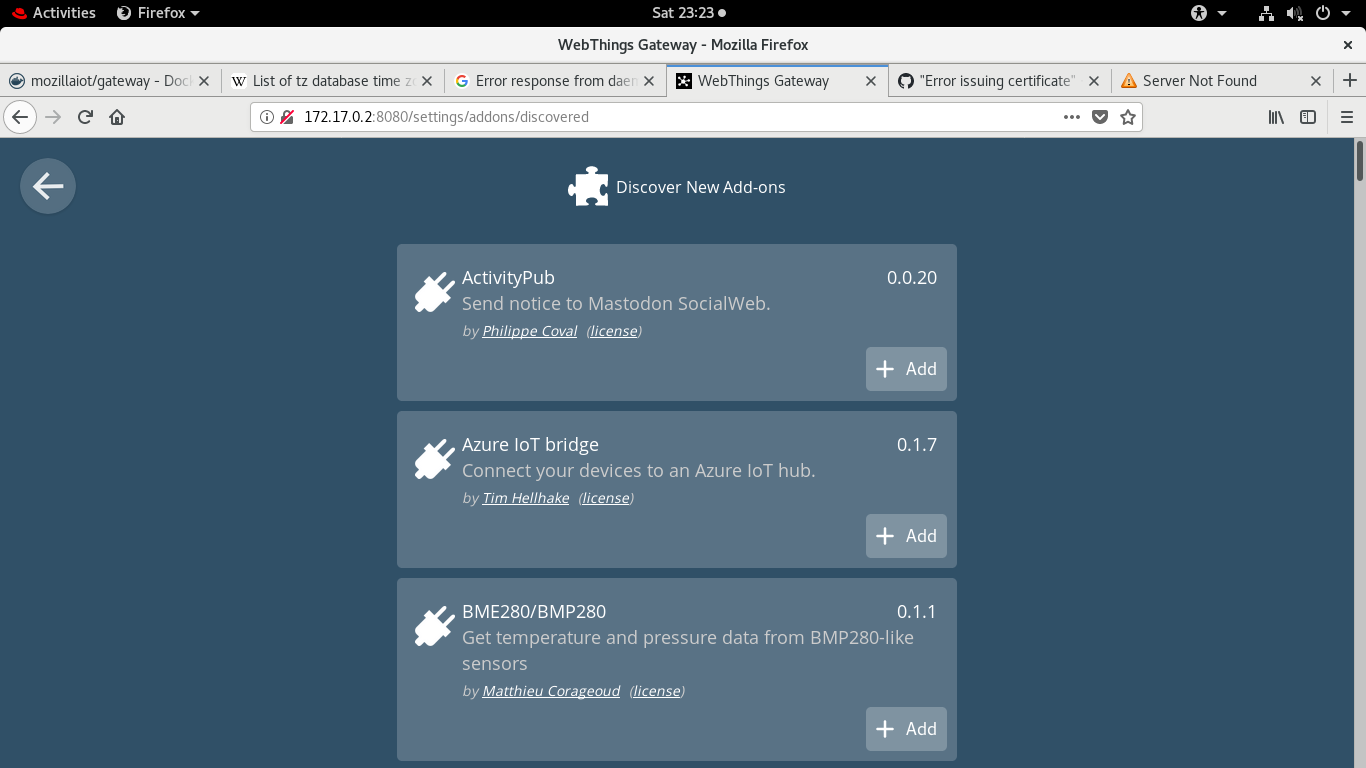 Activities Firefox Sat 23:23
WebThings Gateway - Mozilla Firefox
mozillaiot/gateway - Doc List of tz database time z Error response from daem WebThings Gateway "Error issuing certificate" Server Not Found
172.17.0.2:8080/settings/addons/discovered
Discover New Add-ons
ActivityPub 0.0.20
Send notice to Mastodon SocialWeb.
by Philippe Coval (license)
Add
Azure IoT bridge 0.1.7
Connect your devices to an Azure IoT hub.
by Tim Hellhake (license)
Add
BME280/BMP280 0.1.1
Get temperature and pressure data from BMP280-like
sensors
by Matthieu Corageoud (license)
Add